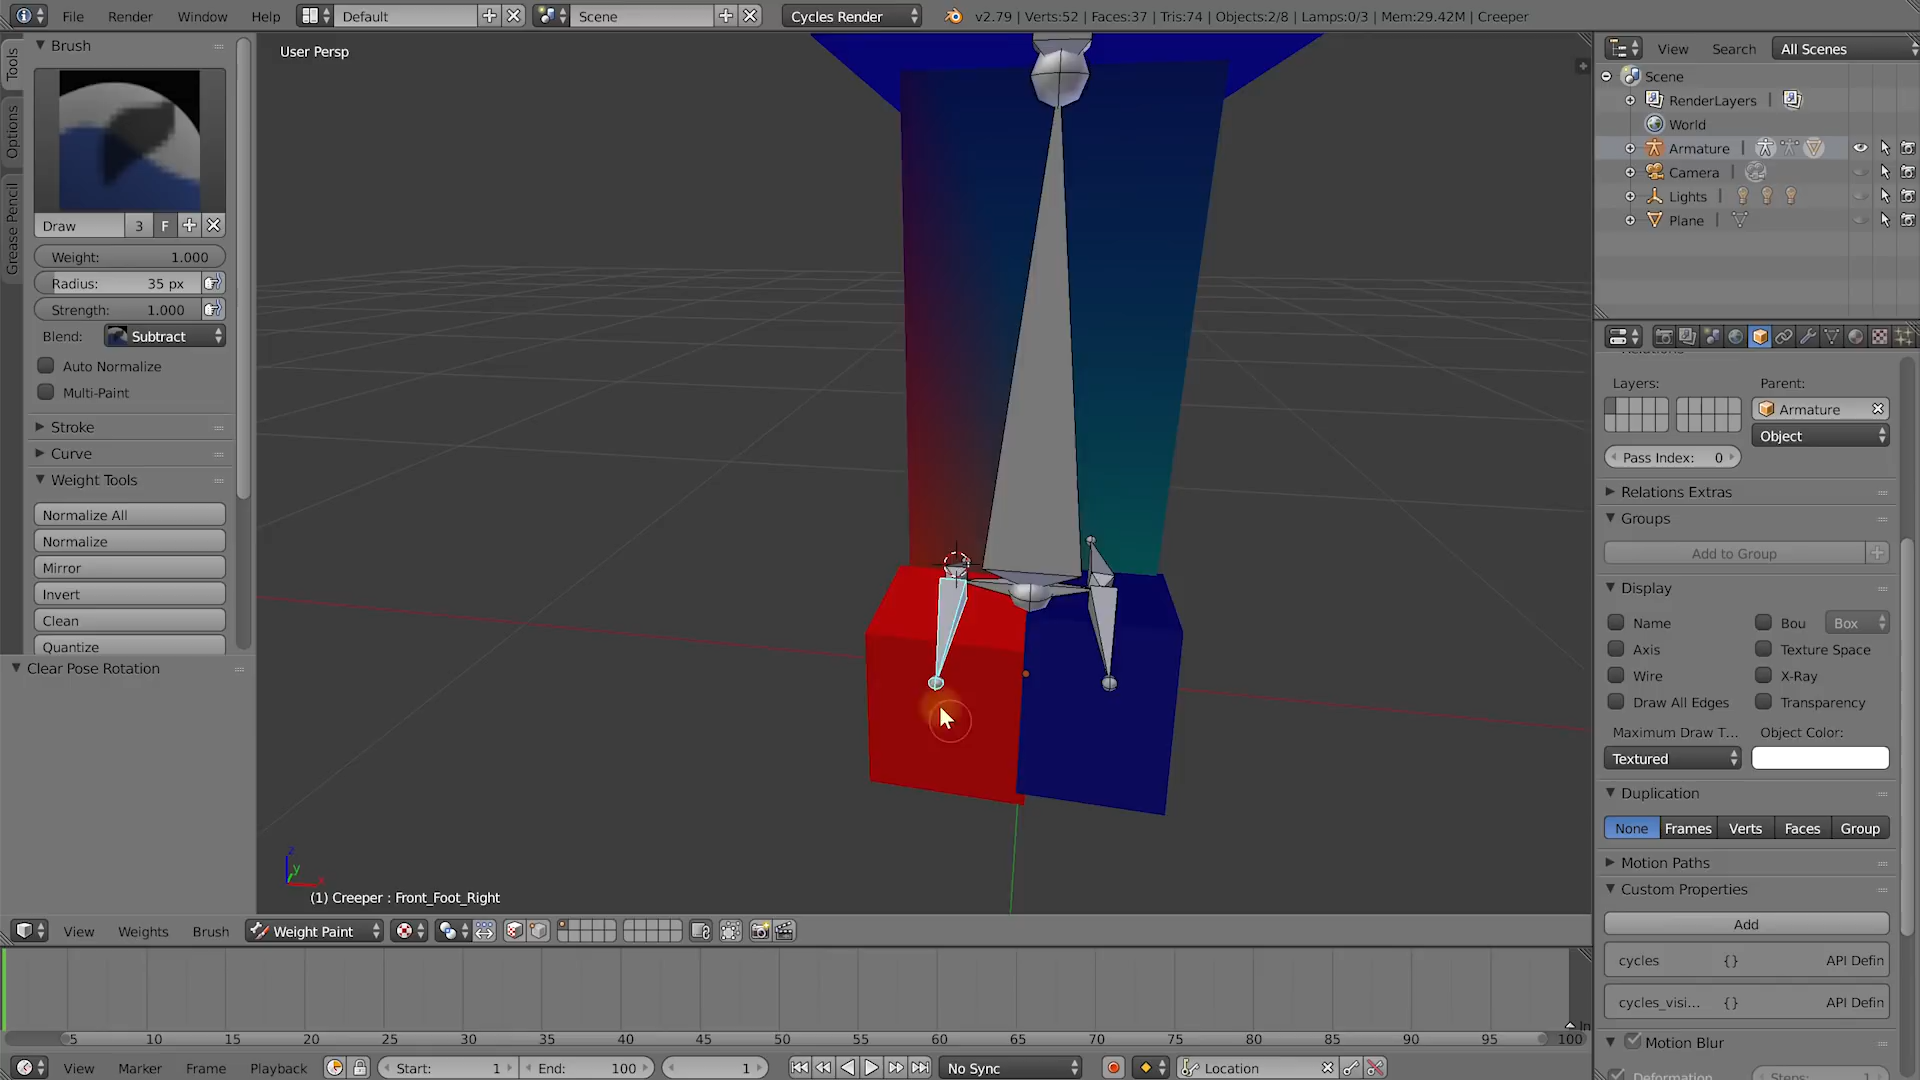 File Render Window Help Default Scene Cycles Render v2.79 | Verts:52 | Faces:37 | Tris:74 | Objects:2/8 | Lamps:0/3 | Mem:29.42M | Creeper
Tools
Options
Grease Pencil
Brush
Draw 3 F
Weight: 1.000
Radius: 35 px
Strength: 1.000
Blend: Subtract
Auto Normalize
Multi-Paint
Stroke
Curve
Weight Tools
Normalize All
Normalize
Mirror
Invert
Clean
Quantize
Clear Pose Rotation
User Persp
z
y
x
(1) Creeper : Front_Foot_Right
View Weights Brush Weight Paint
5 10 15 20 25 30 35 40 45 50 55 60 65 70 75 80 85 90 95 100
View Marker Frame Playback Start: 1 End: 100 1 No Sync Location
View Search All Scenes
Scene
RenderLayers |
World
Armature |
Camera |
Lights |
Plane |
Layers: Parent:
Armature
Object
Pass Index: 0
Relations Extras
Groups
Add to Group
Display
Name Bou Box
Axis Texture Space
Wire X-Ray
Draw All Edges Transparency
Maximum Draw T... Object Color:
Textured
Duplication
None Frames Verts Faces Group
Motion Paths
Custom Properties
Add
cycles {} API Defin
cycles_visi... {} API Defin
Motion Blur